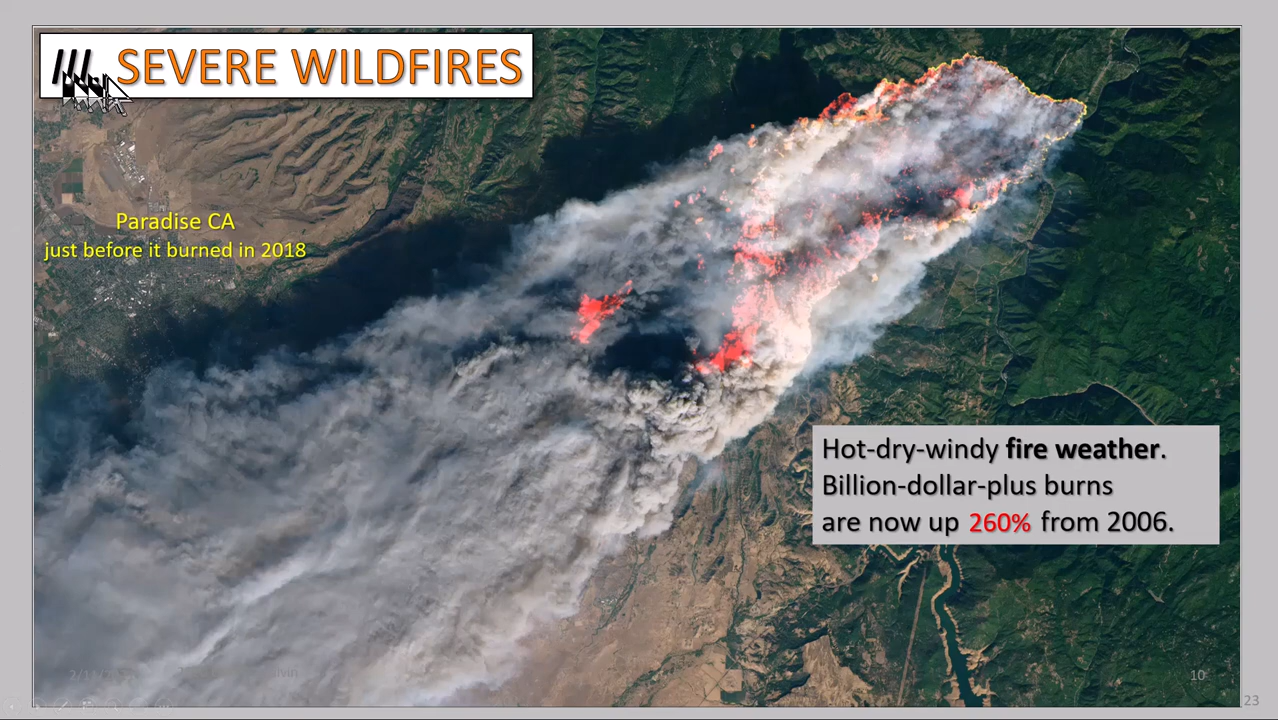 SEVERE WILDFIRES
Paradise CA
just before it burned in 2018
Hot-dry-windy fire weather.
Billion-dollar-plus burns
are now up 260% from 2006.
10
23